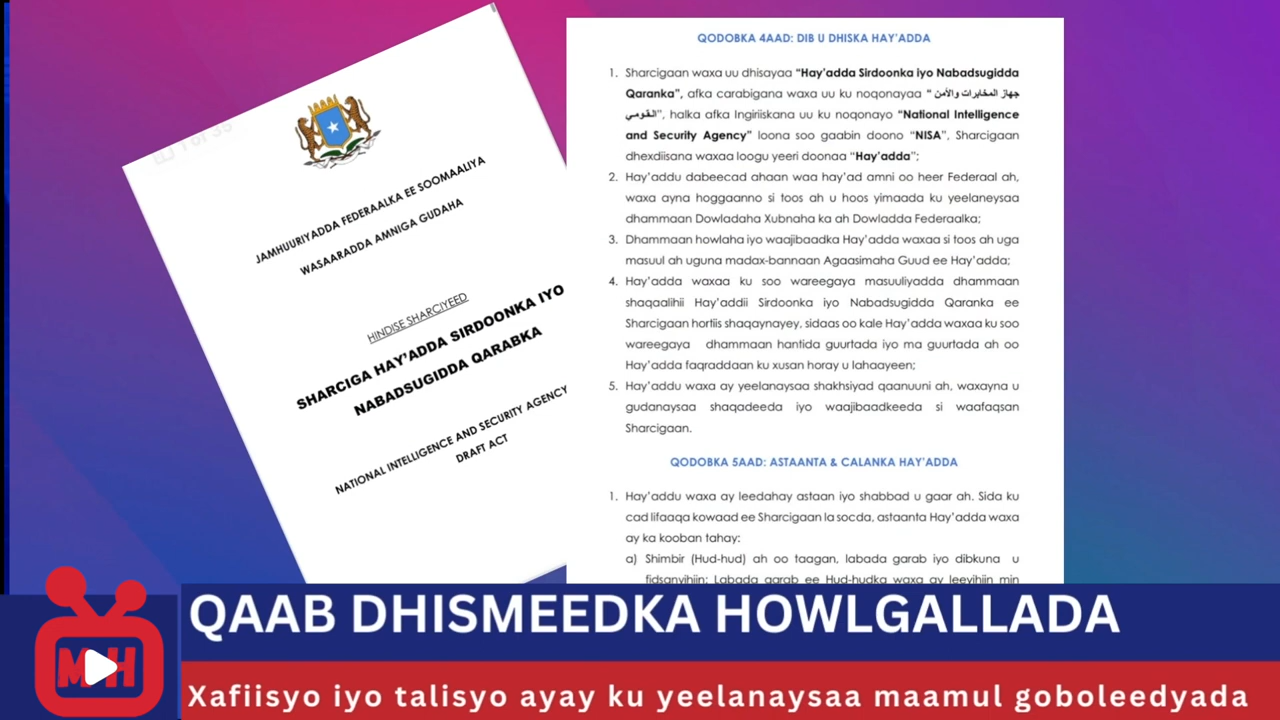 JAMHUURIYADDA FEDERAALKA EE SOOMAALIYA
WASAARADDA AMNIGA GUDAHA
HINDISE SHARCIYEED
SHARCIGA HAY'ADDA SIRDOONKA IYO
NABADSUGIDDA QARABKA
NATIONAL INTELLIGENCE AND SECURITY AGENCY
DRAFT ACT
QODOBKA 4AAD: DIB U DHISKA HAY'ADDA
1. Sharcigaan waxa uu dhisayaa "Hay'adda Sirdoonka iyo Nabadsugidda
Qaranka", afka carabigana waxa uu ku noqonayaa " جهاز المخابرات والأمن
القومي", halka afka Ingiriiskana uu ku noqonayo "National Intelligence
and Security Agency" loona soo gaabin doono "NISA", Sharcigaan
dhexdiisana waxaa loogu yeeri doonaa "Hay'adda";
2. Hay'addu dabeecad ahaan waa hay'ad amni oo heer Federaal ah,
waxa ayna hoggaanno si toos ah u hoos yimaada ku yeelaneysaa
dhammaan Dowladaha Xubnaha ka ah Dowladda Federaalka;
3. Dhammaan howlaha iyo waajibaadka Hay'adda waxaa si toos ah uga
masuul ah uguna madax-bannaan Agaasimaha Guud ee Hay'adda;
4. Hay'adda waxaa ku soo wareegaya masuuliyadda dhammaan
shaqaalihii Hay'addii Sirdoonka iyo Nabadsugidda Qaranka ee
Sharcigaan hortiis shaqaynayey, sidaas oo kale Hay'adda waxaa ku soo
wareegaya dhammaan hantida guurtada iyo ma guurtada ah oo
Hay'adda faqraddaan ku xusan horay u lahaayeen;
5. Hay'addu waxa ay yeelanaysaa shakhsiyad qaanuuni ah, waxayna u
gudanaysaa shaqadeeda iyo waajibaadkeeda si waafaqsan
Sharcigaan.
QODOBKA 5AAD: ASTAANTA & CALANKA HAY'ADDA
1. Hay'addu waxa ay leedahay astaan iyo shabbad u gaar ah. Sida ku
cad lifaaqa kowaad ee Sharcigaan la socda, astaanta Hay'adda waxa
ay ka kooban tahay:
a) Shimbir (Hud-hud) ah oo taagan, labada garab iyo dibkuna u
fidsanyihiin; Labada garab ee Hud-hudka waxa ay leeyihiin min
QAAB DHISMEEDKA HOWLGALLADA
Xafiisyo iyo talisyo ayay ku yeelanaysaa maamul goboleedyada